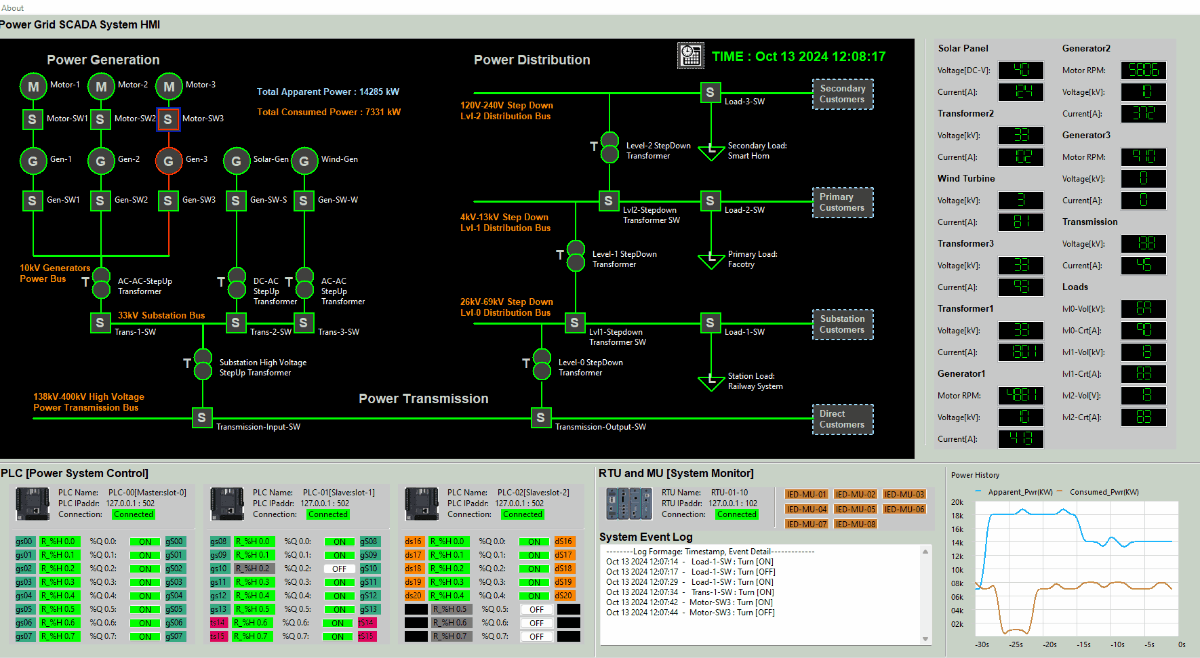 About
Power Grid SCADA System HMI
Power Generation
Power Distribution
TIME : Oct 13 2024 12:08:17
M Motor-1 M Motor-2 M Motor-3
Total Apparent Power : 14285 kW
Total Consumed Power : 7331 kW
S Motor-SW1 S Motor-SW2 S Motor-SW3
G Gen-1 G Gen-2 G Gen-3 G Solar-Gen G Wind-Gen
S Gen-SW1 S Gen-SW2 S Gen-SW3 S Gen-SW-S S Gen-SW-W
10kV Generators
Power Bus
T AC-AC-StepUp
Transformer
T DC-AC
StepUp
Transformer
T AC-AC
StepUp
Transformer
33kV Substation Bus
S Trans-1-SW S Trans-2-SW S Trans-3-SW
T Substation High Voltage
StepUp Transformer
138kV-400kV High Voltage
Power Transmission Bus
Power Transmission
S Transmission-Input-SW
S Transmission-Output-SW
120V-240V Step Down
Lvl-2 Distribution Bus
S Load-3-SW
Secondary
Customers
T Level-2 StepDown
Transformer
L Secondary Load:
Smart Hom
S Lvl2-Stepdown
Transformer SW
S Load-2-SW
Primary
Customers
4kV-13kV Step Down
Lvl-1 Distribution Bus
T Level-1 StepDown
Transformer
L Primary Load:
Facotry
26kV-69kV Step Down
Lvl-0 Distribution Bus
S Lvl1-Stepdown
Transformer SW
S Load-1-SW
Substation
Customers
T Level-0 StepDown
Transformer
L Station Load:
Railway System
Direct
Customers
Solar Panel
Voltage[DC-V]: 40
Current[A]: 124
Transformer2
Voltage[kV]: 33
Current[A]: 102
Wind Turbine
Voltage[kV]: 3
Current[A]: 81
Transformer3
Voltage[kV]: 33
Current[A]: 93
Transformer1
Voltage[kV]: 33
Current[A]: 
Generator1
Motor RPM: 
Voltage[kV]: 10
Current[A]: 
Generator2
Motor RPM: 
Voltage[kV]: 
Current[A]: 
Generator3
Motor RPM: 410
Voltage[kV]: 0
Current[A]: 0
Transmission
Voltage[kV]: 138
Current[A]: 45
Loads
lvl0-Vol[kV]: 69
lvl0-Crt[A]: 90
lvl1-Vol[kV]: 13
lvl1-Crt[A]: 
lvl2-Vol[V]: 
lvl2-Crt[A]: 
PLC [Power System Control]
PLC Name: PLC-00[Master:slot-0]
PLC IPaddr: 127.0.0.1 : 502
Connection: Connected
PLC Name: PLC-01[Slave:slot-1]
PLC IPaddr: 127.0.0.1 : 502
Connection: Connected
PLC Name: PLC-02[Slave:slot-2]
PLC IPaddr: 127.0.0.1 : 502
Connection: Connected
gs00 R_%H 0.0 %Q 0.0: ON gS00
gs01 R_%H 0.1 %Q 0.1: ON gS01
gs02 R_%H 0.2 %Q 0.2: ON gS02
gs03 R_%H 0.3 %Q 0.3: ON gS03
gs04 R_%H 0.4 %Q 0.4: ON gS04
gs05 R_%H 0.5 %Q 0.5: ON gS05
gs06 R_%H 0.6 %Q 0.6: ON gS06
gs07 R_%H 0.7 %Q 0.7: ON gS07
gs08 R_%H 0.0 %Q 0.0: ON gS08
gs09 R_%H 0.1 %Q 0.1: ON gS09
gs10 R_%H 0.2 %Q 0.2: OFF gS10
gs11 R_%H 0.3 %Q 0.3: ON gS11
gs12 R_%H 0.4 %Q 0.4: ON gS12
gs13 R_%H 0.5 %Q 0.5: ON gS13
ts14 R_%H 0.6 %Q 0.6: ON tS14
ts15 R_%H 0.7 %Q 0.7: ON tS15
ds16 R_%H 0.0 %Q 0.0: ON dS16
ds17 R_%H 0.1 %Q 0.1: ON dS17
ds18 R_%H 0.2 %Q 0.2: ON dS18
ds19 R_%H 0.3 %Q 0.3: ON dS19
ds20 R_%H 0.4 %Q 0.4: ON dS20
R_%H 0.5 %Q 0.5: OFF
R_%H 0.6 %Q 0.6: OFF
R_%H 0.7 %Q 0.7: OFF
RTU and MU [System Monitor]
RTU Name: RTU-01-10
RTU IPaddr: 127.0.0.1 : 102
Connection: Connected
IED-MU-01 IED-MU-02 IED-MU-03
IED-MU-04 IED-MU-05 IED-MU-06
IED-MU-07 IED-MU-08
System Event Log
---------Log Formage: Timestamp, Event Detail--------------
Oct 13 2024 12:07:14 - Load-1-SW : Turn [ON]
Oct 13 2024 12:07:17 - Load-1-SW : Turn [OFF]
Oct 13 2024 12:07:29 - Load-1-SW : Turn [ON]
Oct 13 2024 12:07:34 - Trans-1-SW : Turn [ON]
Oct 13 2024 12:07:42 - Motor-SW3 : Turn [ON]
Oct 13 2024 12:07:44 - Motor-SW3 : Turn [OFF]
Power History
Apparent_Pwr(KW) Consumed_Pwr(KW)
20k
18k
16k
14k
12k
10k
08k
06k
04k
02k
-30s -25s -20s -15s -10s -5s 0s